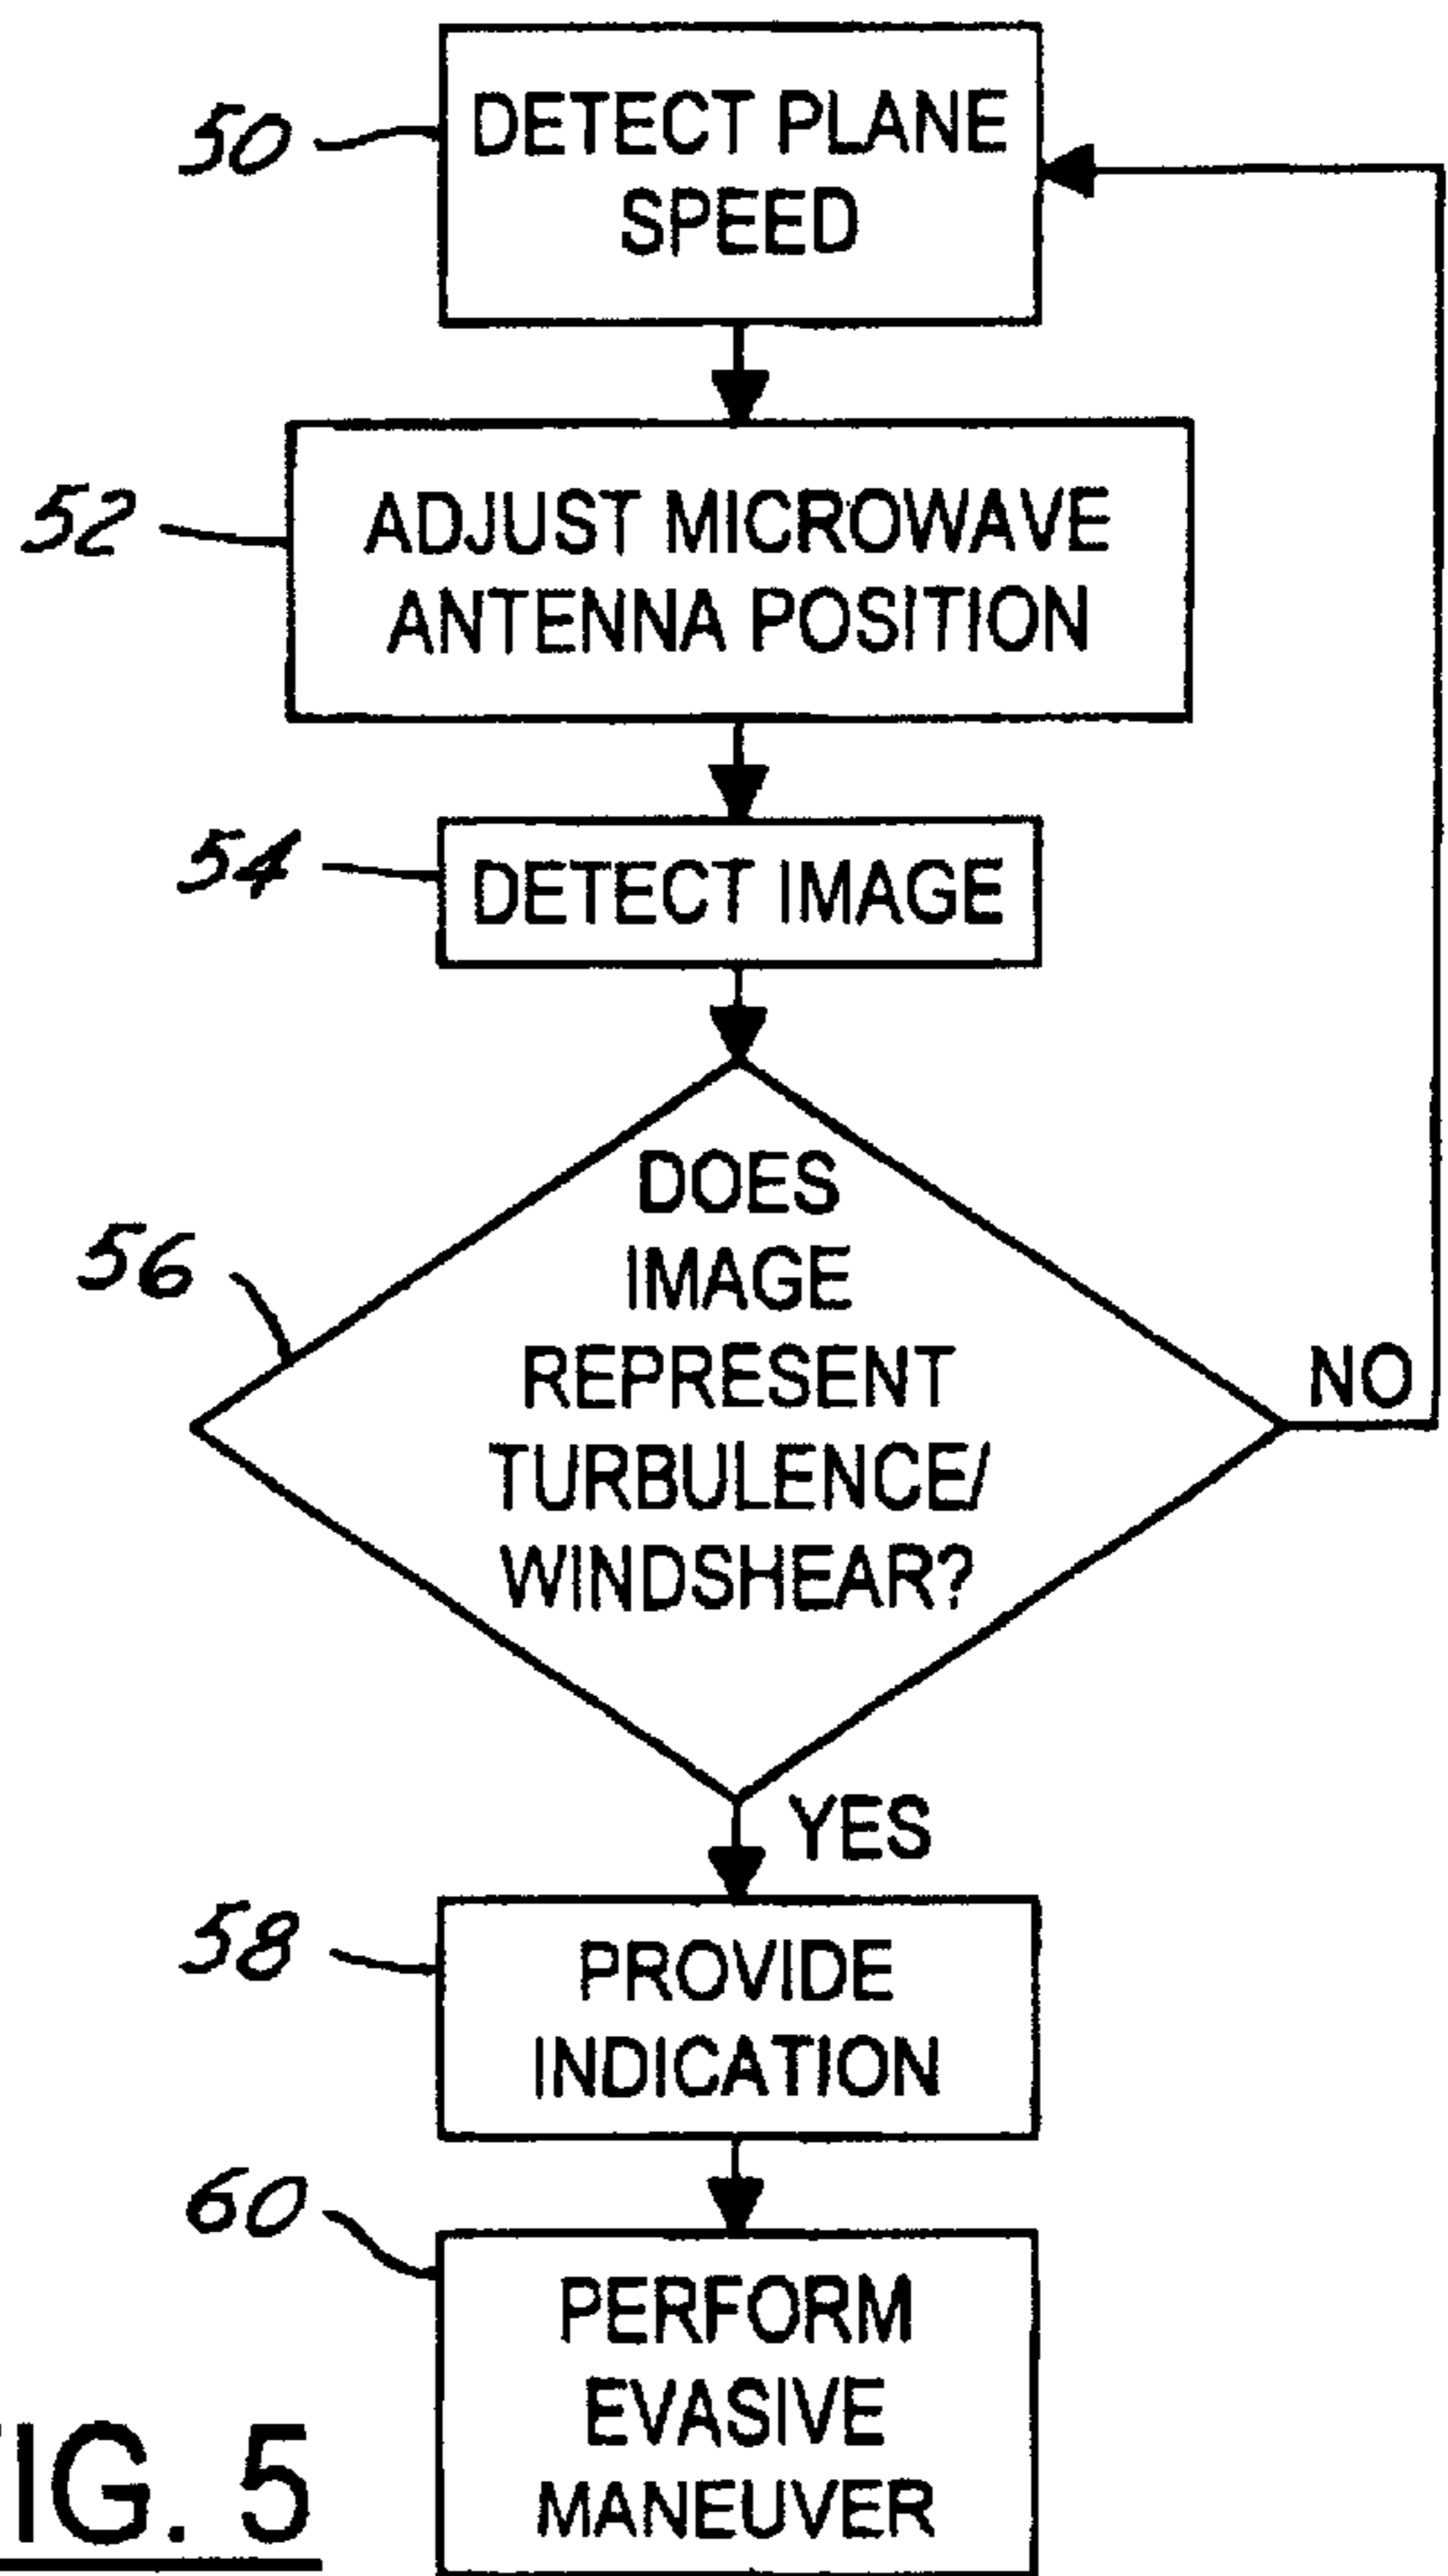 50
DETECT PLANE
SPEED
52
ADJUST MICROWAVE
ANTENNA POSITION
54
DETECT IMAGE
56
DOES
IMAGE
REPRESENT
TURBULENCE/
WINDSHEAR?
NO
YES
58
PROVIDE
INDICATION
60
PERFORM
EVASIVE
MANEUVER
IG. 5